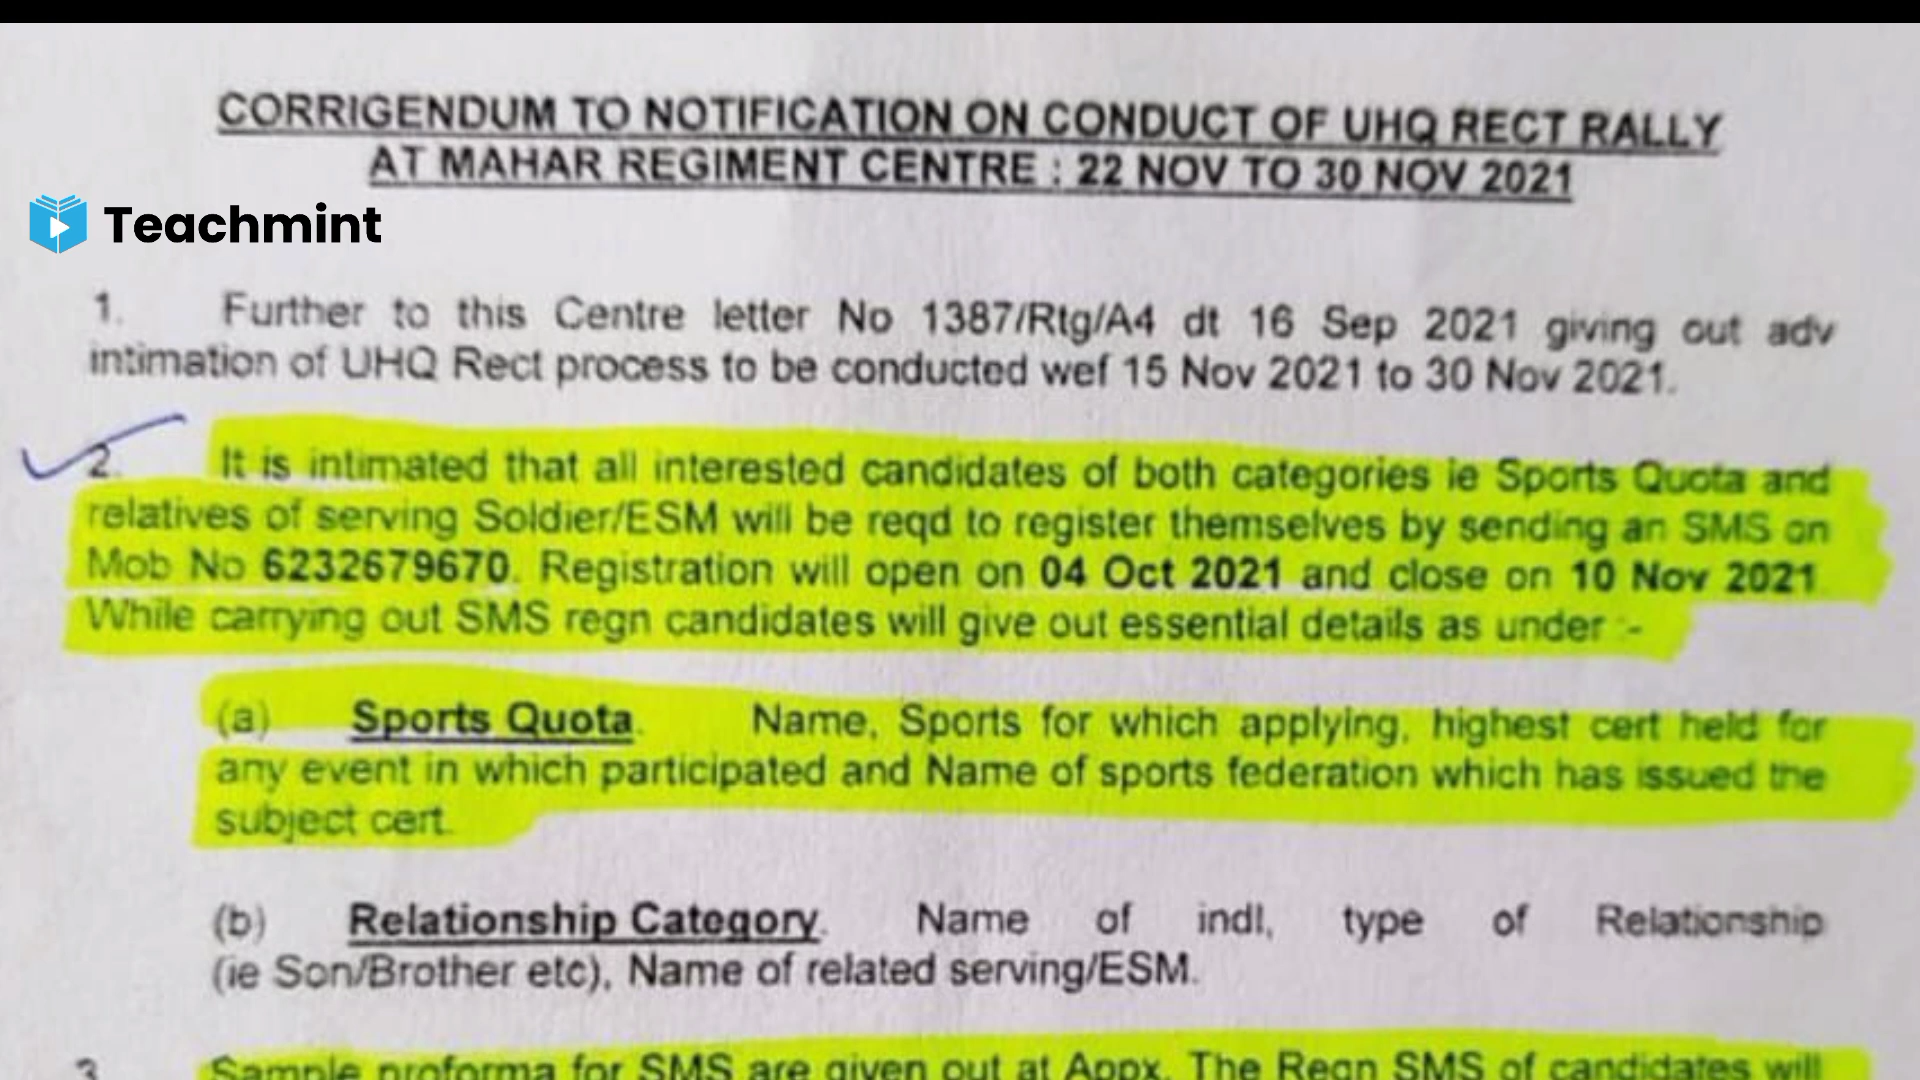 CORRIGENDUM TO NOTIFICATION ON CONDUCT OF UHQ RECT RALLY
AT MAHAR REGIMENT CENTRE : 22 NOV TO 30 NOV 2021
Teachmint
1. Further to this Centre letter No 1387/Rtg/A4 dt 16 Sep 2021 giving out adv
intimation of UHQ Rect process to be conducted wef 15 Nov 2021 to 30 Nov 2021.
2. It is intimated that all interested candidates of both categories ie Sports Quota and
relatives of serving Soldier/ESM will be reqd to register themselves by sending an SMS on
Mob No 6232679670. Registration will open on 04 Oct 2021 and close on 10 Nov 2021
While carrying out SMS regn candidates will give out essential details as under :-
(a) Sports Quota. Name, Sports for which applying, highest cert held for
any event in which participated and Name of sports federation which has issued the
subject cert.
(b) Relationship Category. Name of indl, type of Relationship
(ie Son/Brother etc), Name of related serving/ESM.
3. Sample proforma for SMS are given out at Appx. The Regn SMS of candidates will